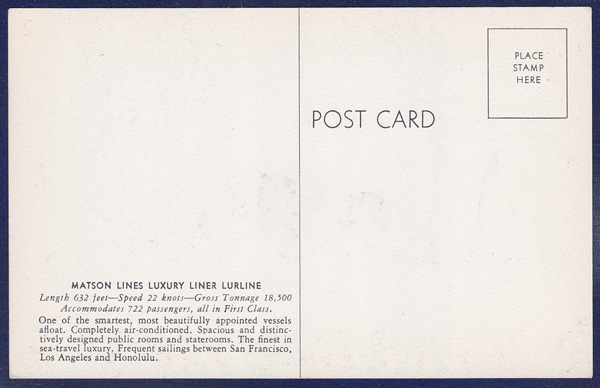 PLACE
STAMP
HERE
POST CARD
MATSON LINES LUXURY LINER LURLINE
Length 632 feet—Speed 22 knots—Gross Tonnage 18,500
Accommodates 722 passengers, all in First Class.
One of the smartest, most beautifully appointed vessels
afloat. Completely air-conditioned. Spacious and distinc-
tively designed public rooms and staterooms. The finest in
sea-travel luxury. Frequent sailings between San Francisco,
Los Angeles and Honolulu.